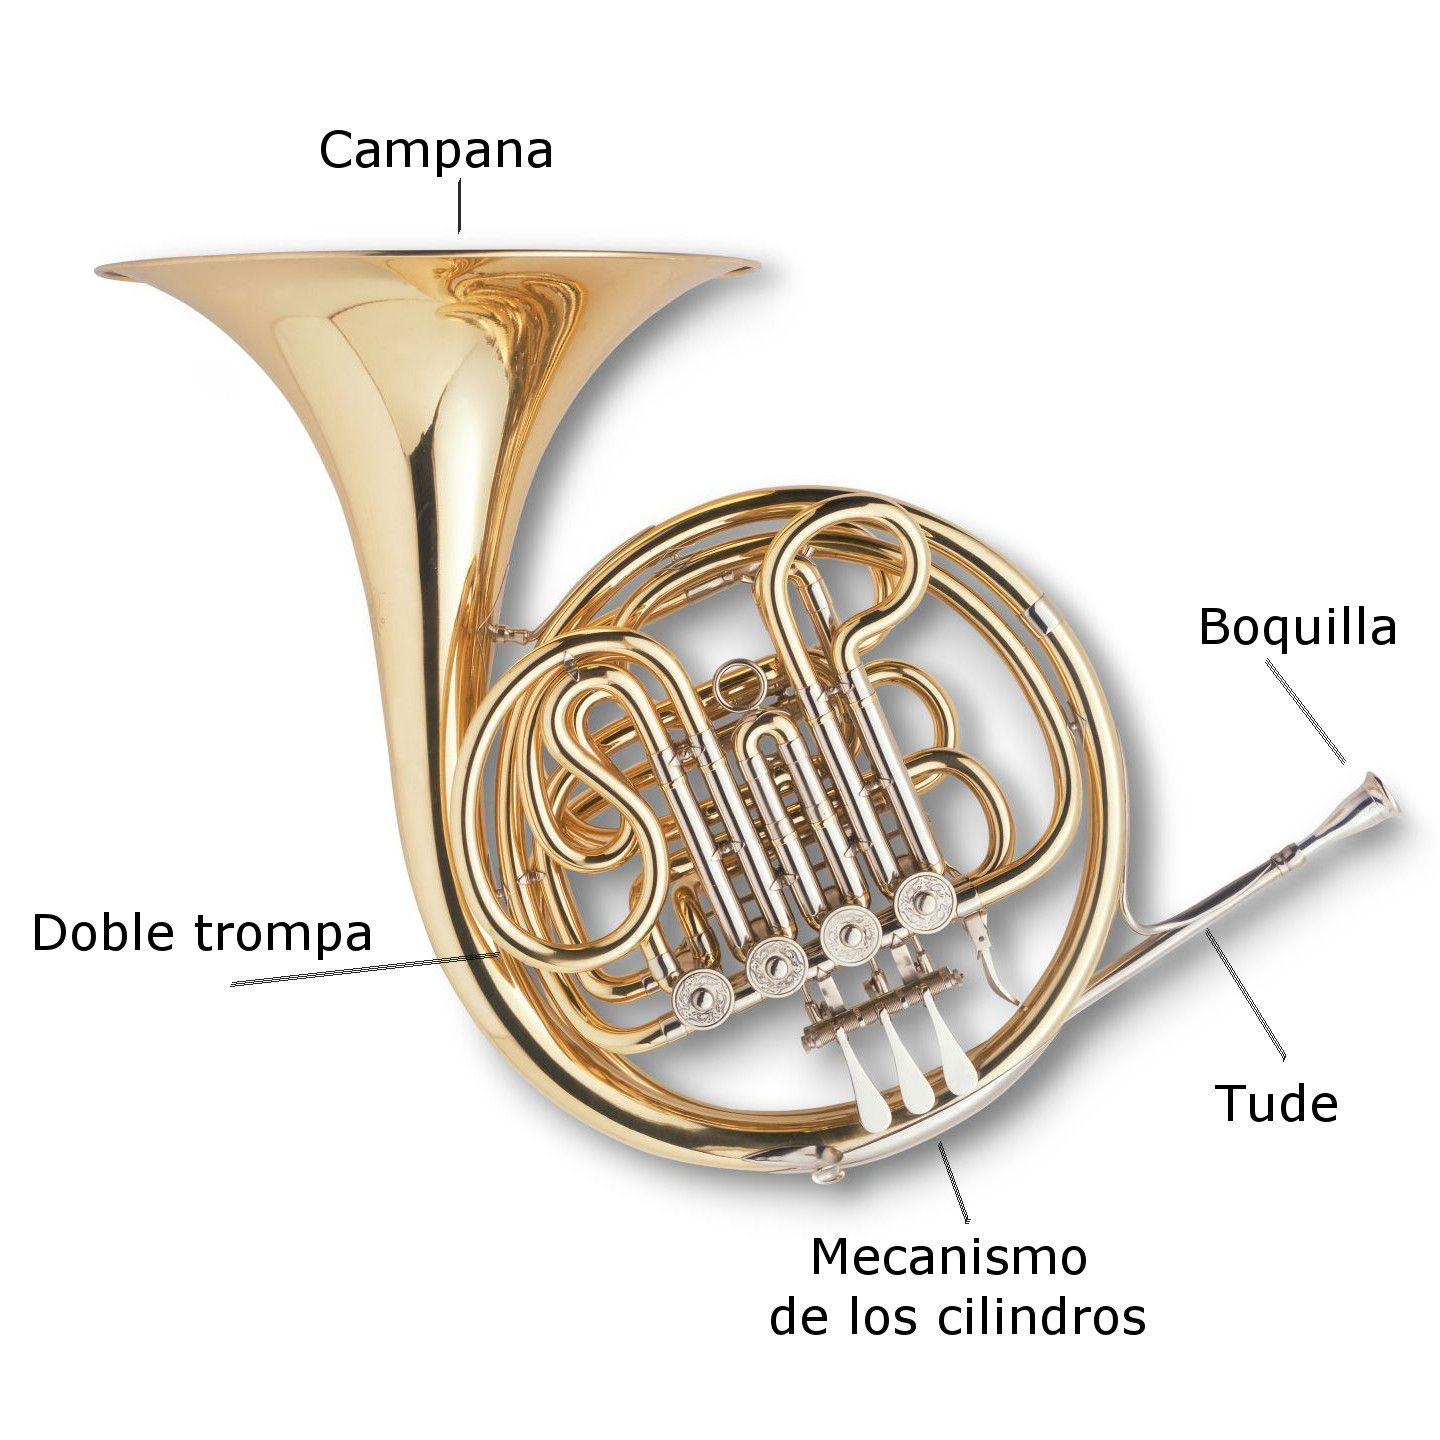 Campana
Boquilla
Doble trompa
Tude
Mecanismo
de los cilindros